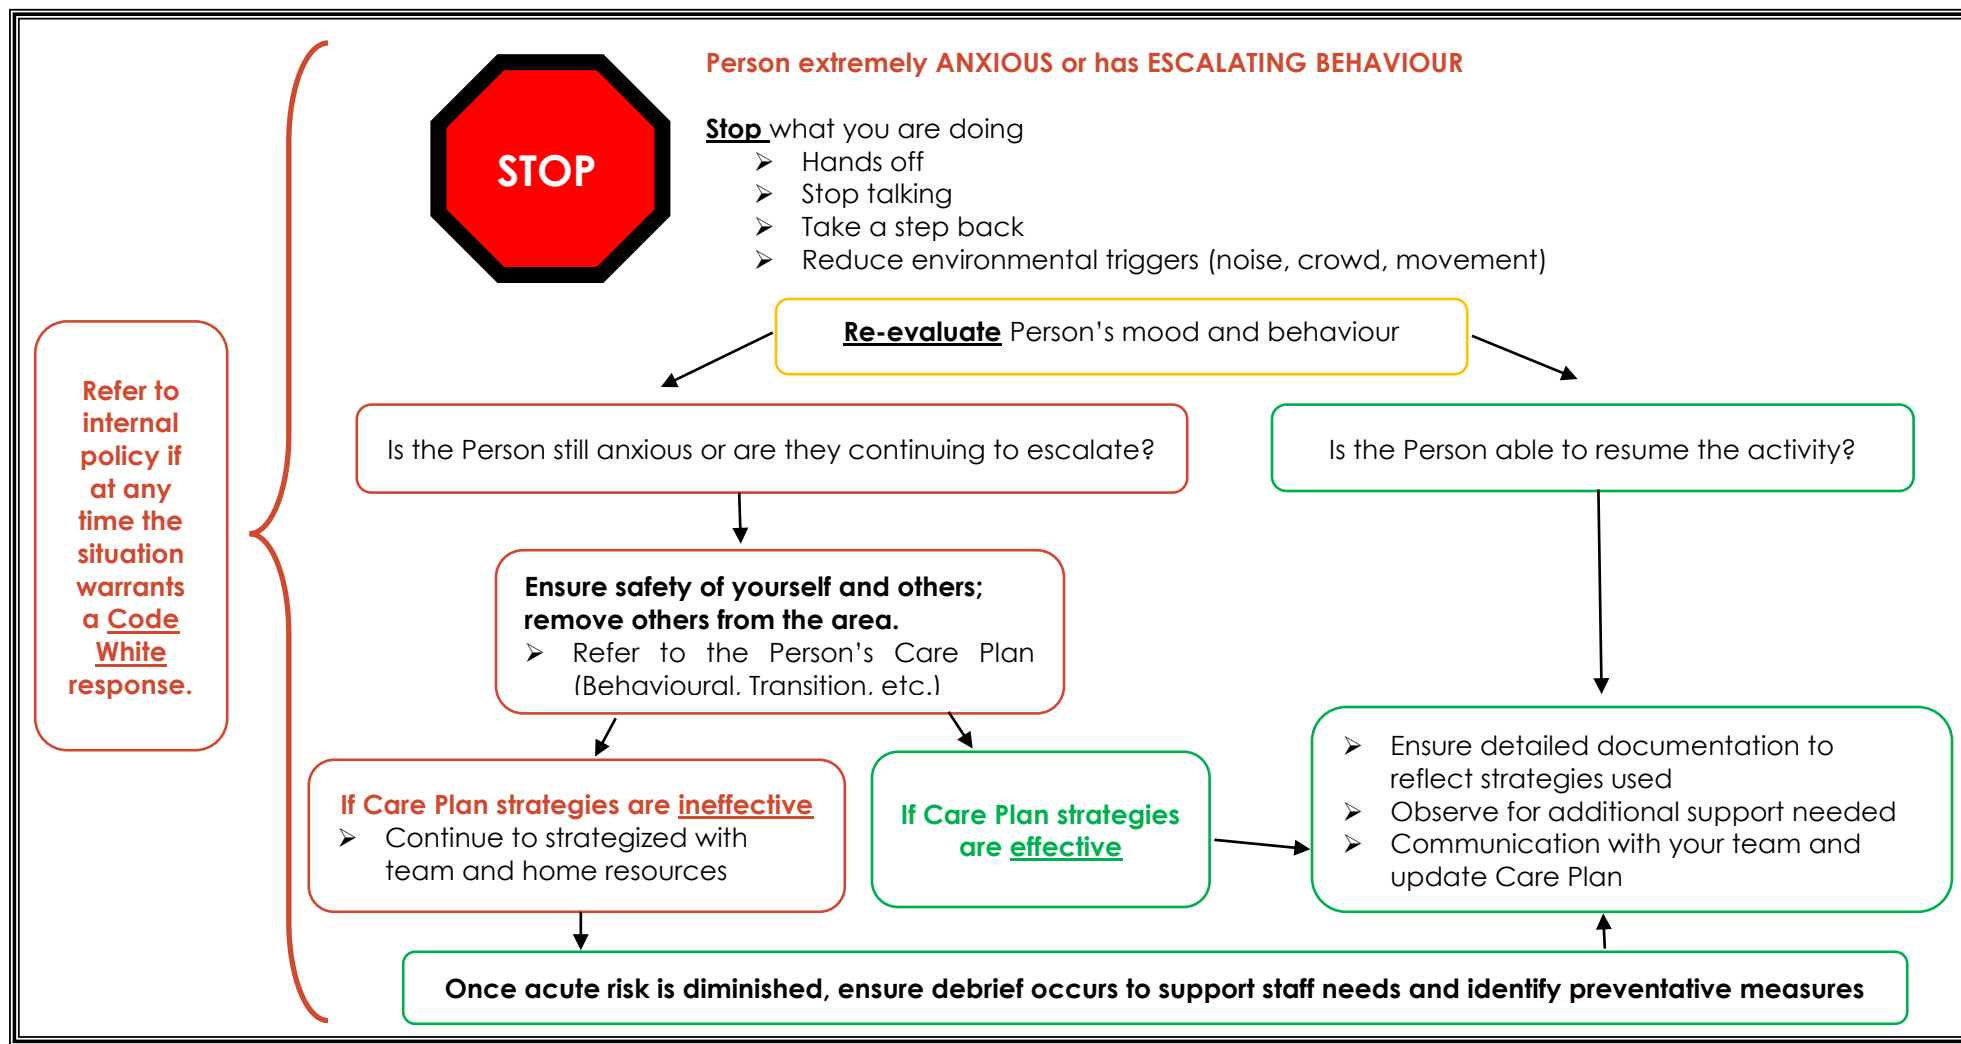 Person extremely ANXIOUS or has ESCALATING BEHAVIOUR
STOP
Stop what you are doing
➢ Hands off
➢ Stop talking
➢ Take a step back
➢ Reduce environmental triggers (noise, crowd, movement)
Re-evaluate Person’s mood and behaviour
Refer to
internal
policy if
at any
time the
situation
warrants
a Code
White
response.
Is the Person still anxious or are they continuing to escalate?
Is the Person able to resume the activity?
Ensure safety of yourself and others;
remove others from the area.
➢ Refer to the Person’s Care Plan
(Behavioural, Transition, etc.)
If Care Plan strategies are ineffective
➢ Continue to strategized with
team and home resources
If Care Plan strategies
are effective
➢ Ensure detailed documentation to
reflect strategies used
➢ Observe for additional support needed
➢ Communication with your team and
update Care Plan
Once acute risk is diminished, ensure debrief occurs to support staff needs and identify preventative measures